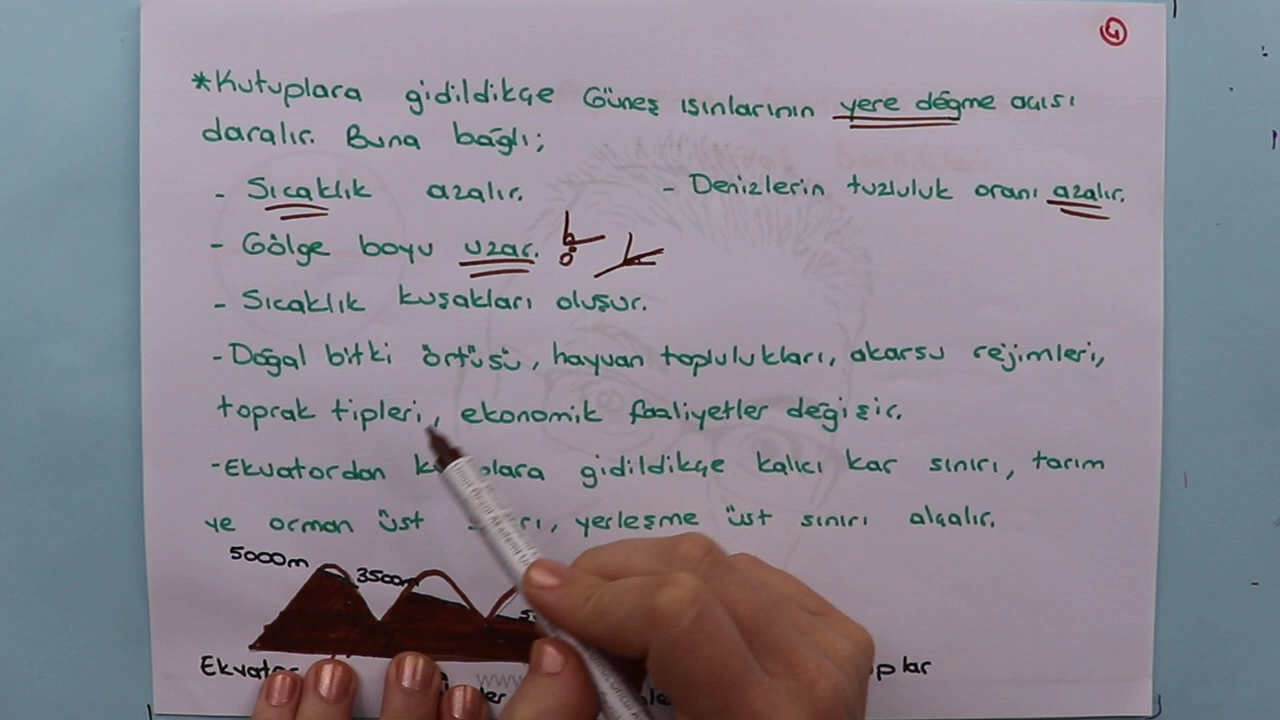 *Kutuplara gidildikçe Güneş ışınlarının yere değme açısı
daralır. Buna bağlı;
- Sıcaklık azalır. - Denizlerin tuzluluk oranı azalır.
- Gölge boyu uzar.
- Sıcaklık kuşakları oluşur.
- Doğal bitki örtüsü, hayvan toplulukları, akarsu rejimleri,
toprak tipleri, ekonomik faaliyetler değişir.
- Ekvatordan gidildikçe kalıcı kar sınırı, tarım
ve orman üst yerleşme üst sınırı alçalır.
5000m 3500m